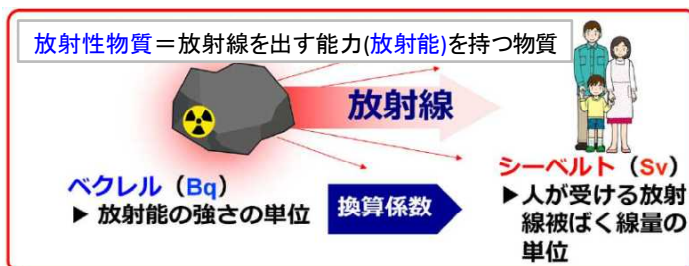 放射性物質＝放射線を出す能力(放射能)を持つ物質
放射線
ベクレル（Bq）
▶ 放射能の強さの単位
換算係数
シーベルト（Sv）
▶人が受ける放射
線被ばく線量の
単位